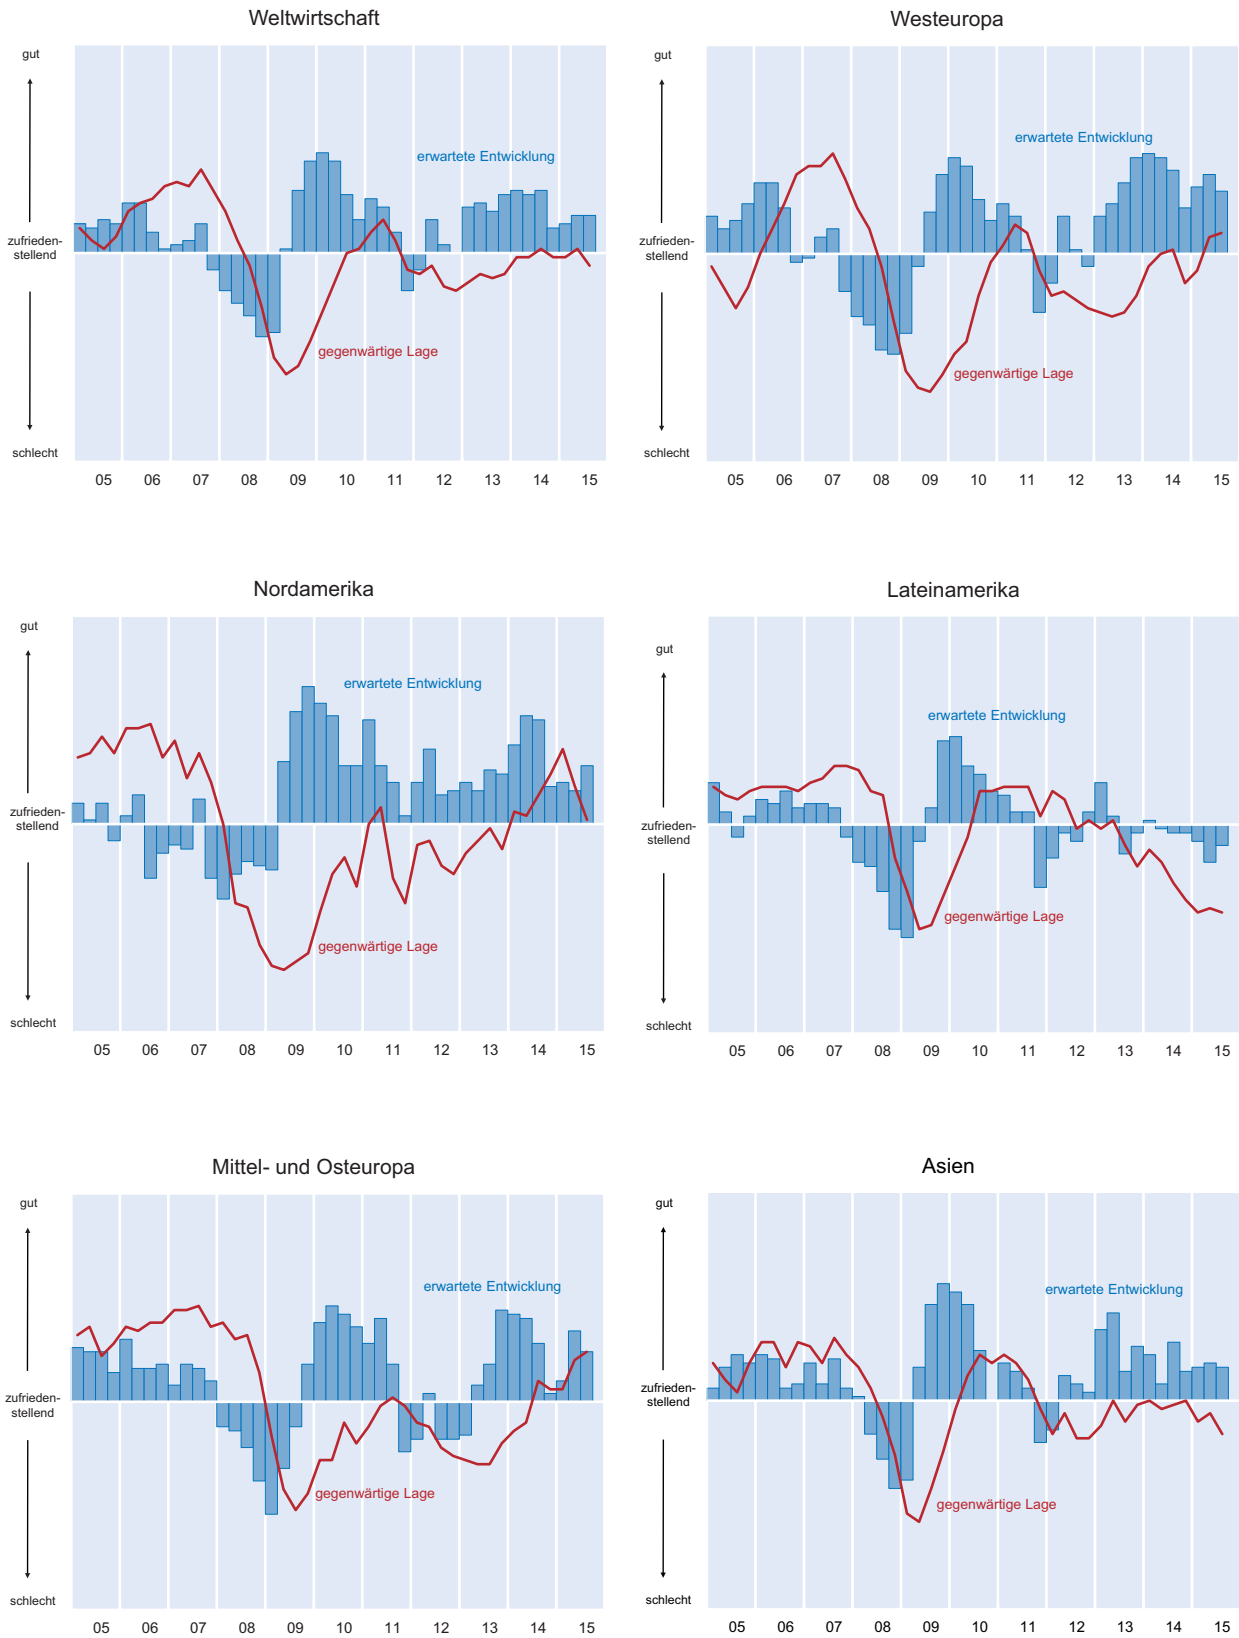 Weltwirtschaft
gut
erwartete Entwicklung
zufrieden-
stellend
gegenwärtige Lage
schlecht
05 06 07 08 09 10 11 12 13 14 15
Westeuropa
gut
erwartete Entwicklung
zufrieden-
stellend
gegenwärtige Lage
schlecht
05 06 07 08 09 10 11 12 13 14 15
Nordamerika
gut
erwartete Entwicklung
zufrieden-
stellend
gegenwärtige Lage
schlecht
05 06 07 08 09 10 11 12 13 14 15
Lateinamerika
gut
erwartete Entwicklung
zufrieden-
stellend
gegenwärtige Lage
schlecht
05 06 07 08 09 10 11 12 13 14 15
Mittel- und Osteuropa
gut
erwartete Entwicklung
zufrieden-
stellend
gegenwärtige Lage
schlecht
05 06 07 08 09 10 11 12 13 14 15
Asien
gut
erwartete Entwicklung
zufrieden-
stellend
gegenwärtige Lage
schlecht
05 06 07 08 09 10 11 12 13 14 15